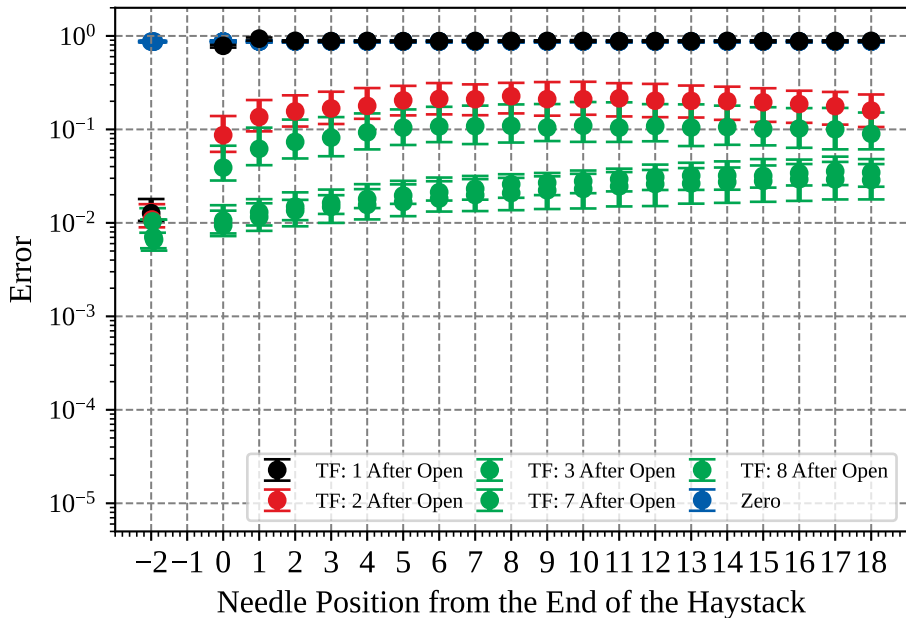 10⁰
10⁻¹
10⁻²
10⁻³
10⁻⁴
10⁻⁵
Error
TF: 1 After Open
TF: 3 After Open
TF: 8 After Open
TF: 2 After Open
TF: 7 After Open
Zero
−2 −1 0 1 2 3 4 5 6 7 8 9 10 11 12 13 14 15 16 17 18
Needle Position from the End of the Haystack